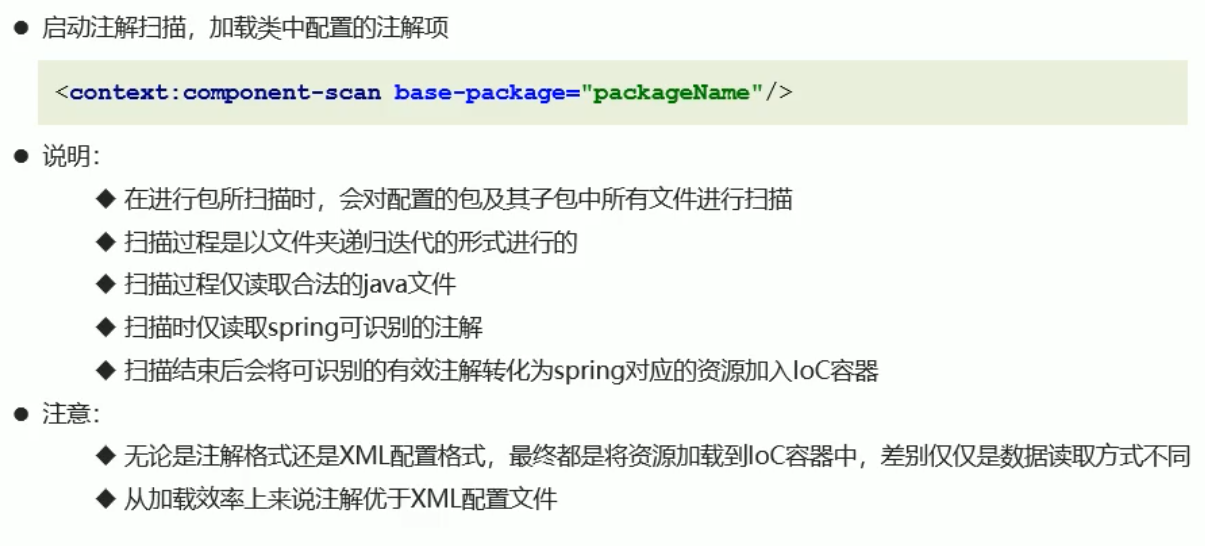 ● 启动注解扫描，加载类中配置的注解项
<context:component-scan base-package="packageName"/>
● 说明：
◆ 在进行包所扫描时，会对配置的包及其子包中所有文件进行扫描
◆ 扫描过程是以文件夹递归迭代的形式进行的
◆ 扫描过程仅读取合法的java文件
◆ 扫描时仅读取spring可识别的注解
◆ 扫描结束后会将可识别的有效注解转化为spring对应的资源加入IoC容器
● 注意：
◆ 无论是注解格式还是XML配置格式，最终都是将资源加载到IoC容器中，差别仅仅是数据读取方式不同
◆ 从加载效率上来说注解优于XML配置文件